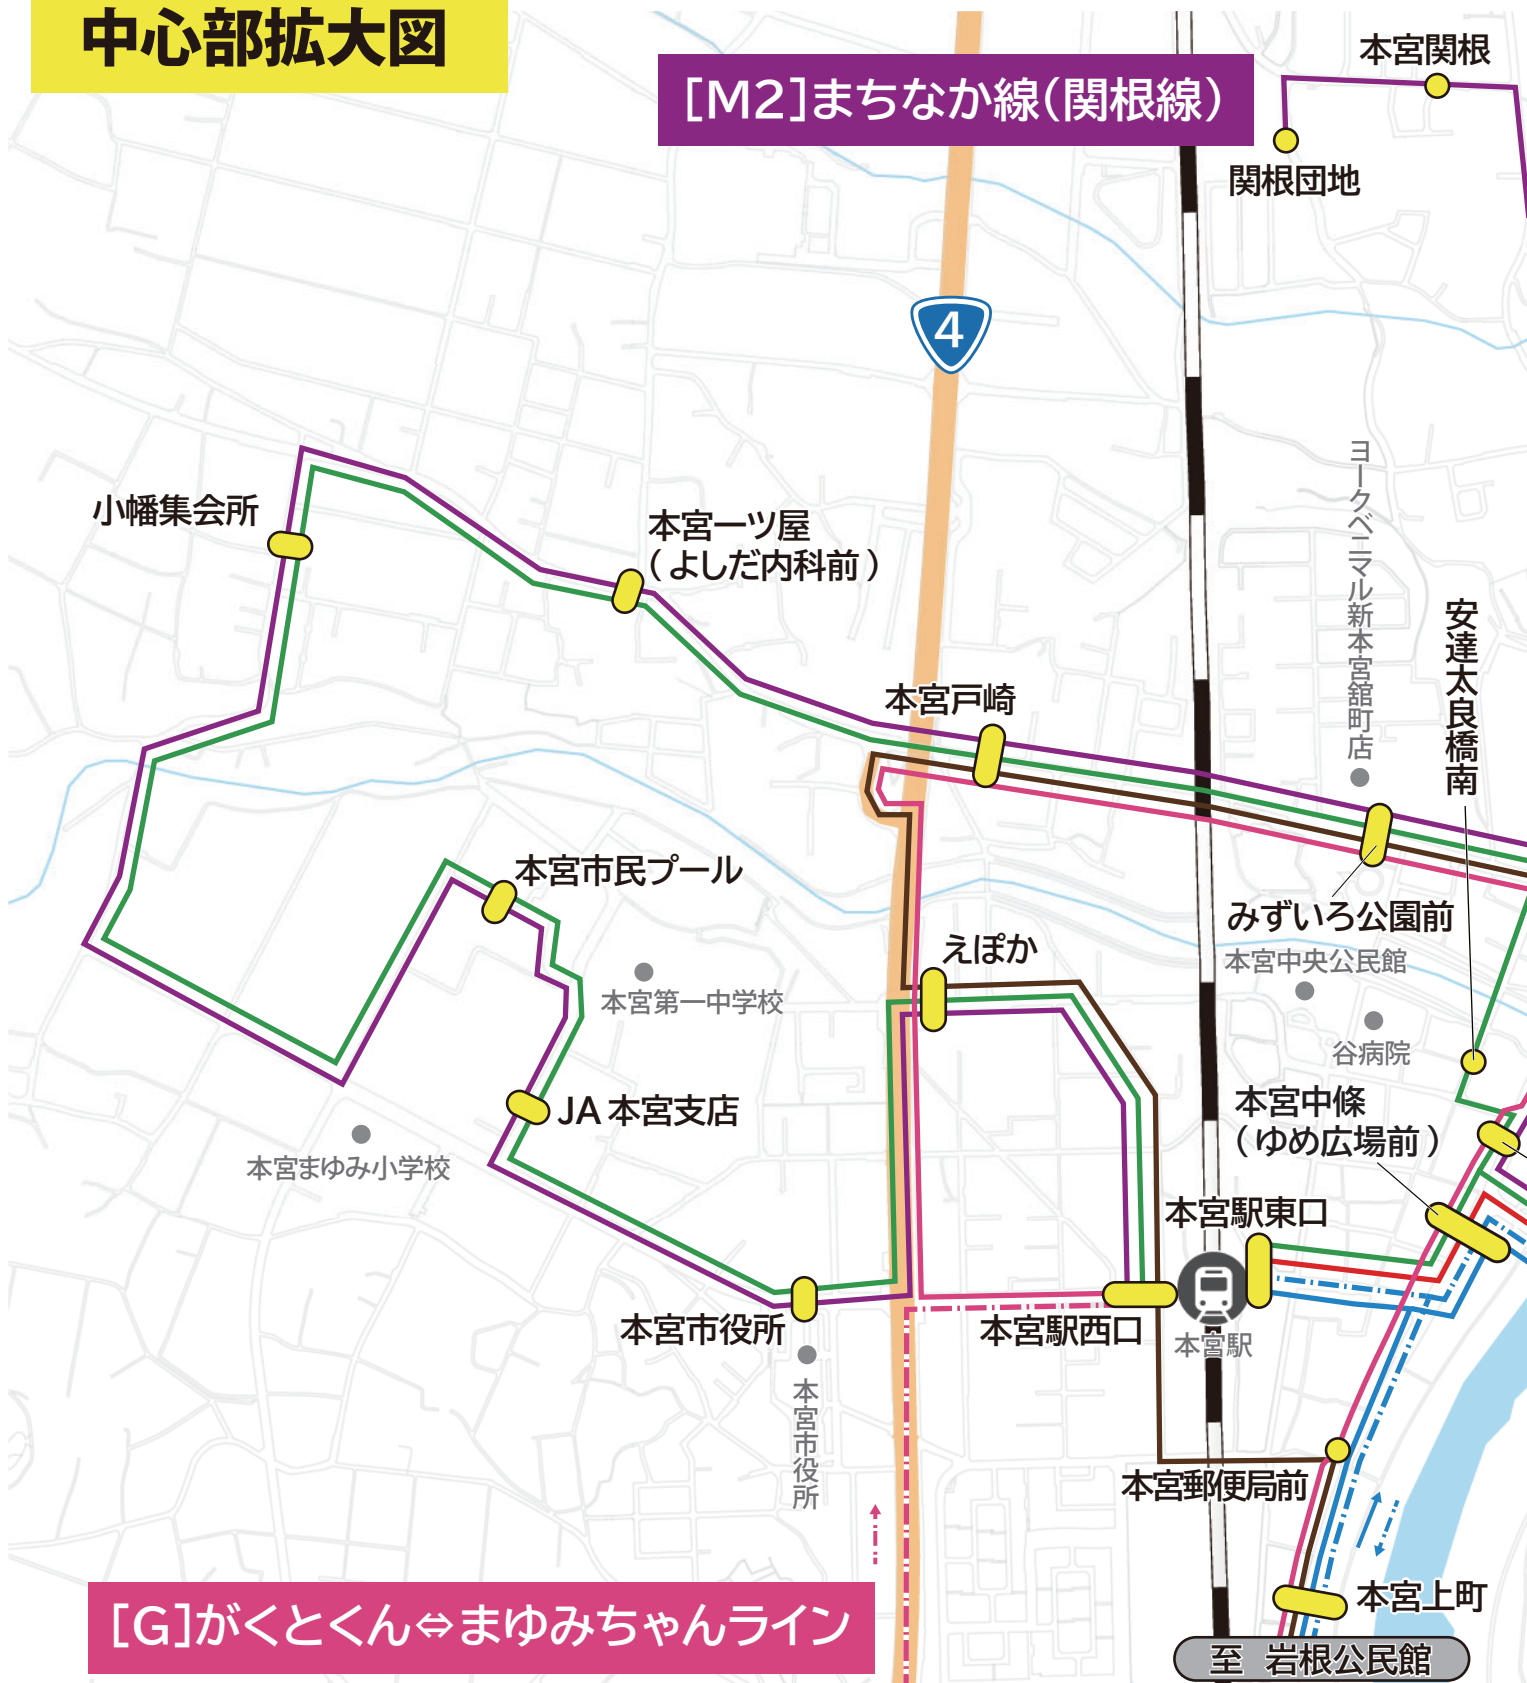 中心部拡大図
[M2]まちなか線(関根線)
本宮関根
関根団地
4
小幡集会所
本宮一ツ屋
(よしだ内科前)
ヨークベニマル新本宮舘町店
安達太良橋南
本宮戸崎
本宮市民プール
みずいろ公園前
えぽか
本宮中央公民館
本宮第一中学校
谷病院
本宮中條
(ゆめ広場前)
JA 本宮支店
本宮まゆみ小学校
本宮駅東口
本宮市役所
本宮駅西口
本宮駅
本宮市役所
本宮郵便局前
本宮上町
[G]がくとくん⇔まゆみちゃんライン
至 岩根公民館